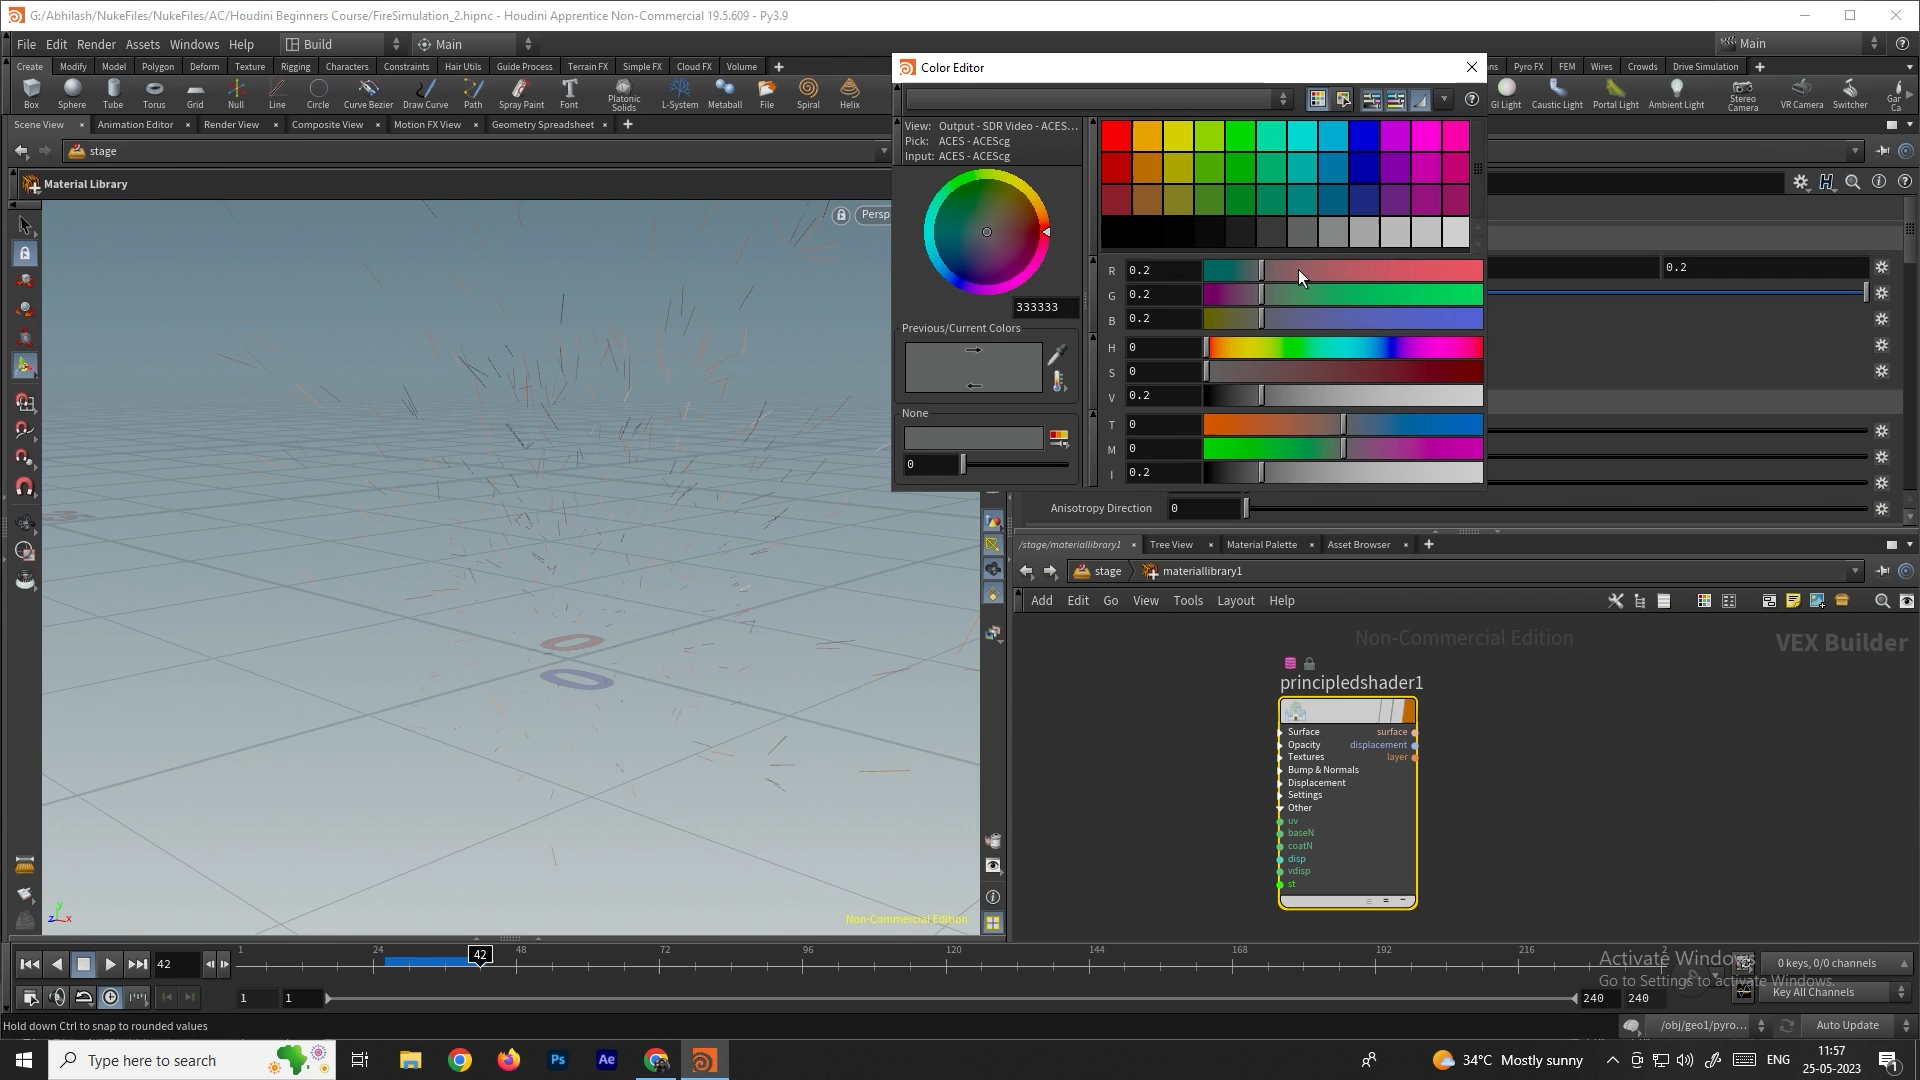 G:/Abhilash/NukeFiles/NukeFiles/AC/Houdini Beginners Course/FireSimulation_2.hipnc - Houdini Apprentice Non-Commercial 19.5.609 - Py3.9
File Edit Render Assets Windows Help Build Main Main
Create Modify Model Polygon Deform Texture Rigging Characters Constraints Hair Utils Guide Process Terrain FX Simple FX Cloud FX Volume
Box Sphere Tube Torus Grid Null Line Circle Curve Bezier Draw Curve Path Spray Paint Font Platonic Solids L-System Metaball File Spiral Helix
ns Pyro FX FEM Wires Crowds Drive Simulation
GI Light Caustic Light Portal Light Ambient Light Stereo Camera VR Camera Switcher Gar Ca
Scene View Animation Editor Render View Composite View Motion FX View Geometry Spreadsheet
stage
Material Library
Persp
Color Editor
View: Output - SDR Video - ACES...
Pick: ACES - ACEScg
Input: ACES - ACEScg
333333
Previous/Current Colors
None
0
R 0.2
G 0.2
B 0.2
H 0
S 0
V 0.2
T 0
M 0
I 0.2
0.2
Anisotropy Direction 0
/stage/materiallibrary1 Tree View Material Palette Asset Browser
stage materiallibrary1
Add Edit Go View Tools Layout Help
Non-Commercial Edition
VEX Builder
principledshader1
Surface surface
Opacity displacement
Textures layer
Bump & Normals
Displacement
Settings
Other
uv
baseN
coatN
disp
vdisp
st
0
0
y
z x
Non-Commercial Edition
1 24 48 72 96 120 144 168 192 216 2
42
42
Activate Windows
Go to Settings to activate Windows.
0 keys, 0/0 channels
1 1 240 240
Key All Channels
Hold down Ctrl to snap to rounded values
/obj/geo1/pyro... Auto Update
Type here to search
Ps Ae
34°C Mostly sunny
ENG
11:57
25-05-2023
1